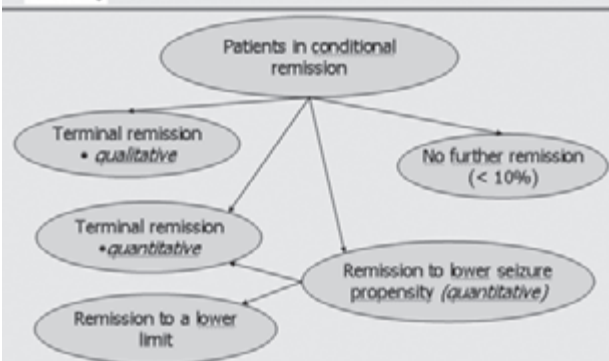 Patients in conditional
remission
Terminal remission
• qualitative
No further remission
(< 10%)
Terminal remission
•quantitative
Remission to lower seizure
propensity (quantitative)
Remission to a lower
limit